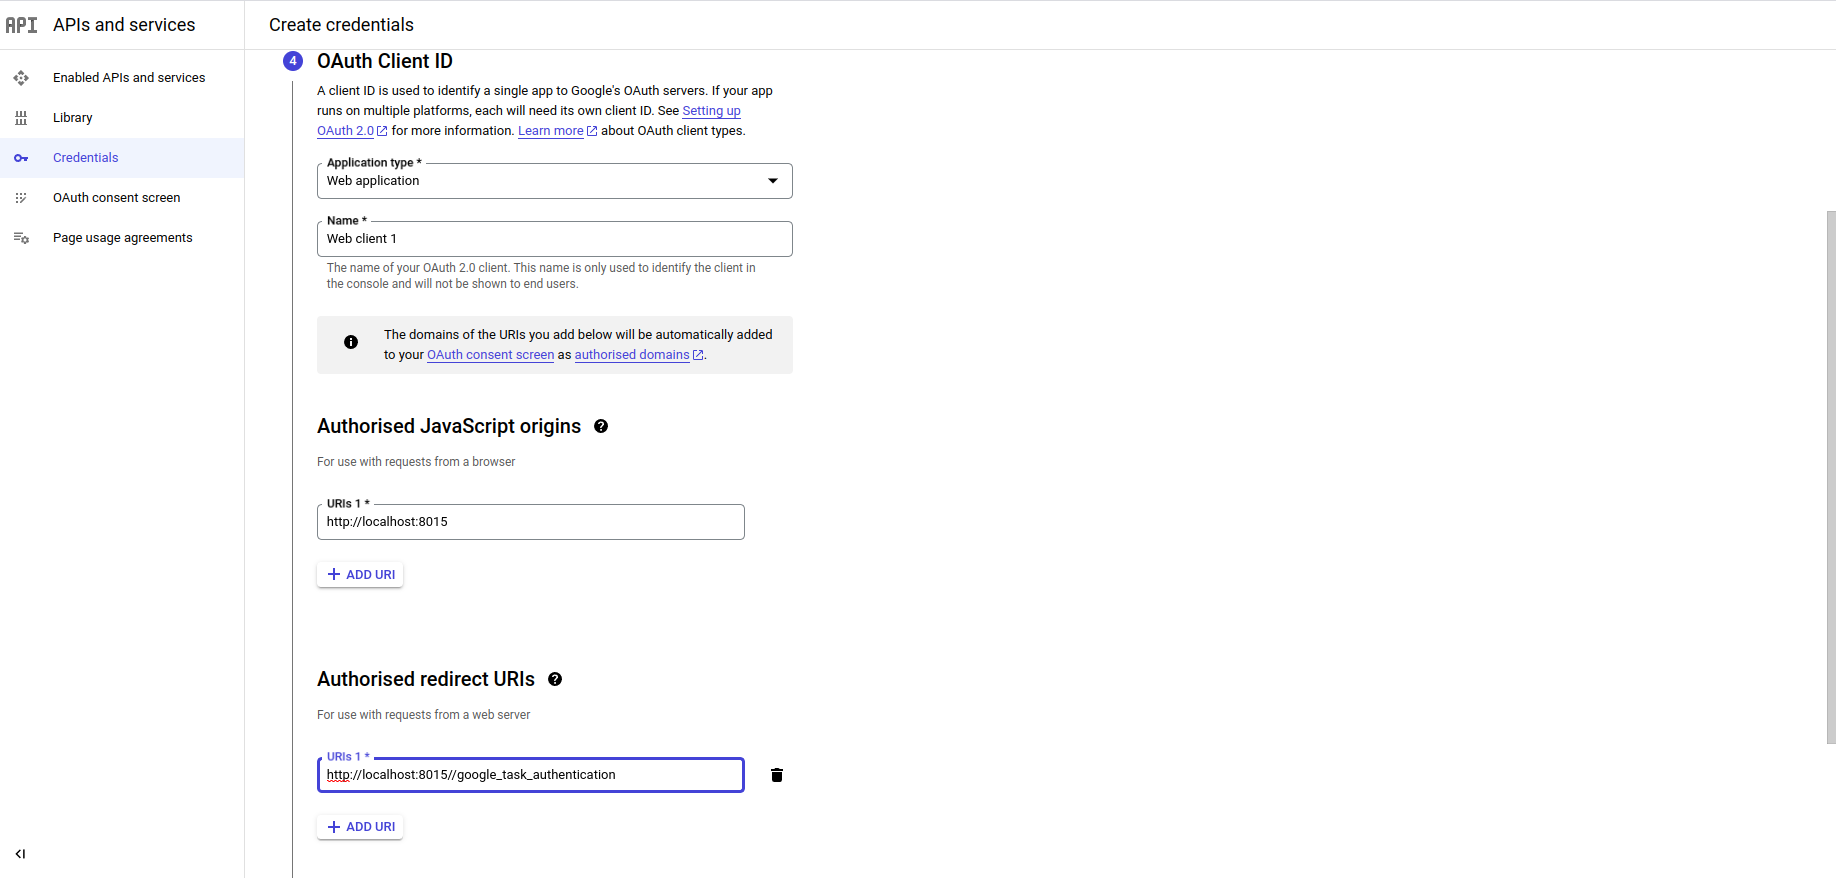 API APIs and services
Create credentials
Enabled APIs and services
Library
Credentials
OAuth consent screen
Page usage agreements
4 OAuth Client ID
A client ID is used to identify a single app to Google's OAuth servers. If your app
runs on multiple platforms, each will need its own client ID. See Setting up
OAuth 2.0 for more information. Learn more about OAuth client types.
Application type *
Web application
Name *
Web client 1
The name of your OAuth 2.0 client. This name is only used to identify the client in
the console and will not be shown to end users.
The domains of the URIs you add below will be automatically added
to your OAuth consent screen as authorised domains.
Authorised JavaScript origins
For use with requests from a browser
URIs 1 *
http://localhost:8015
+ ADD URI
Authorised redirect URIs
For use with requests from a web server
URIs 1 *
http://localhost:8015//google_task_authentication
+ ADD URI